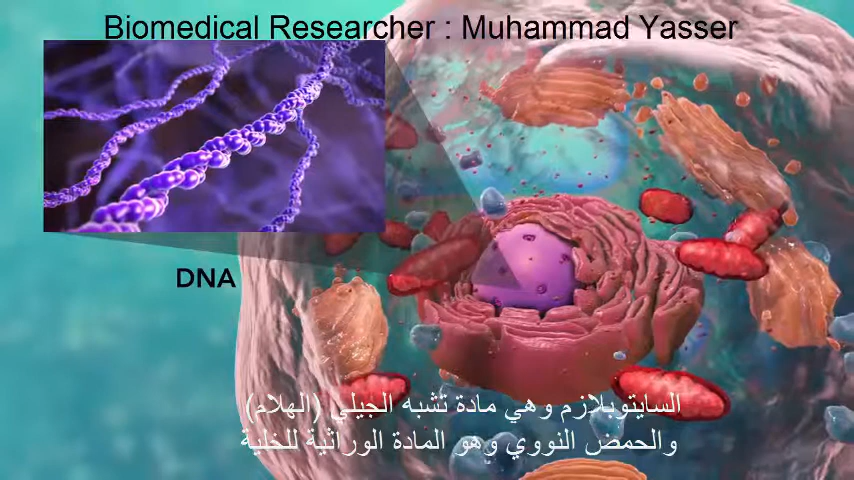 Biomedical Researcher : Muhammad Yasser
DNA
السايتوبلازم وهي مادة تشبه الجيلي (الهلام)
والحمض النووي وهو المادة الوراثية للخلية